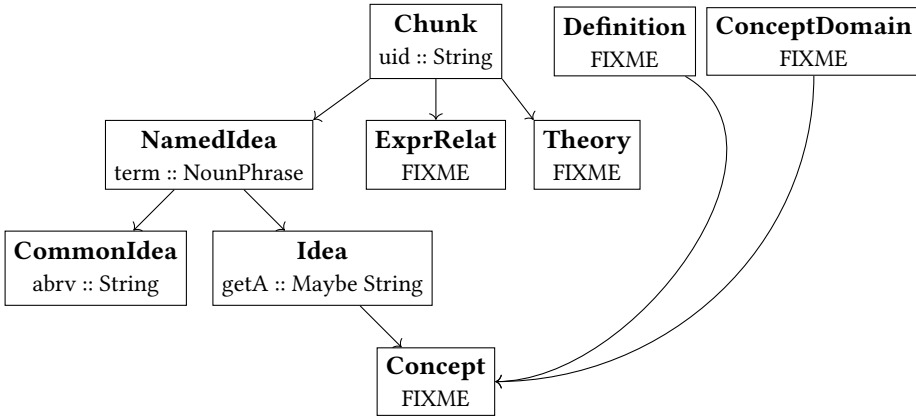 Chunk
uid :: String
Definition
FIXME
ConceptDomain
FIXME
NamedIdea
term :: NounPhrase
ExprRelat
FIXME
Theory
FIXME
CommonIdea
abrv :: String
Idea
getA :: Maybe String
Concept
FIXME